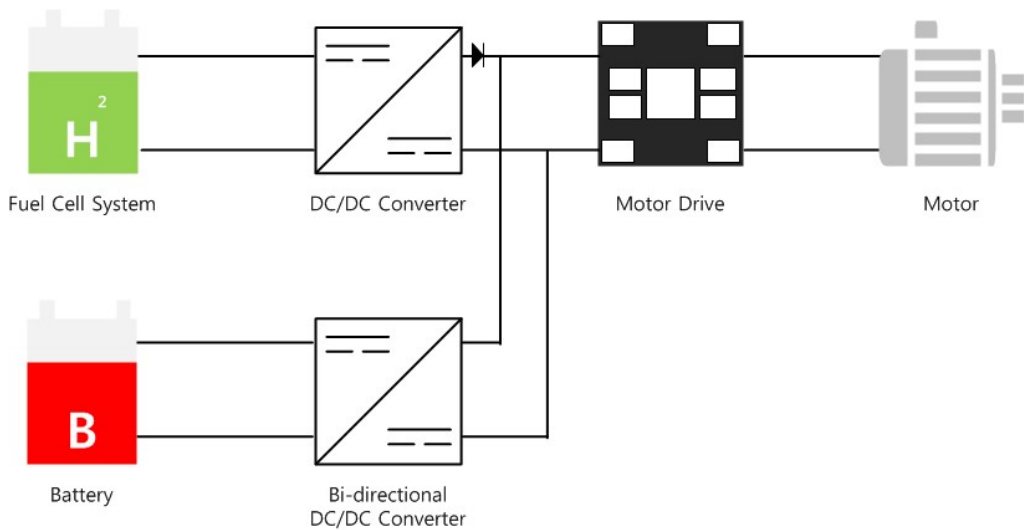 2
H
Fuel Cell System
DC/DC Converter
Motor Drive
Motor
B
Battery
Bi-directional
DC/DC Converter